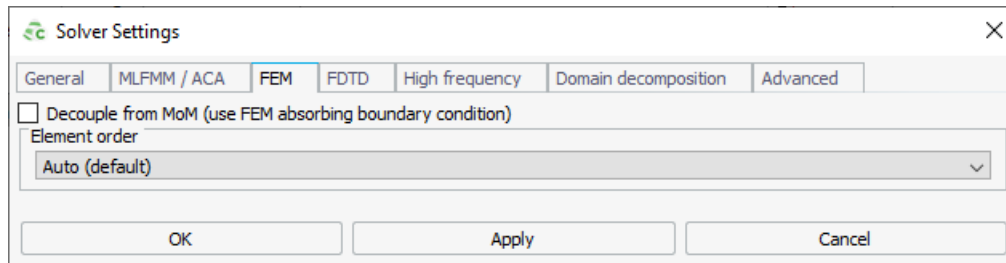 Solver Settings
General MLFMM / ACA FEM FDTD High frequency Domain decomposition Advanced
Decouple from MoM (use FEM absorbing boundary condition)
Element order
Auto (default)
OK Apply Cancel